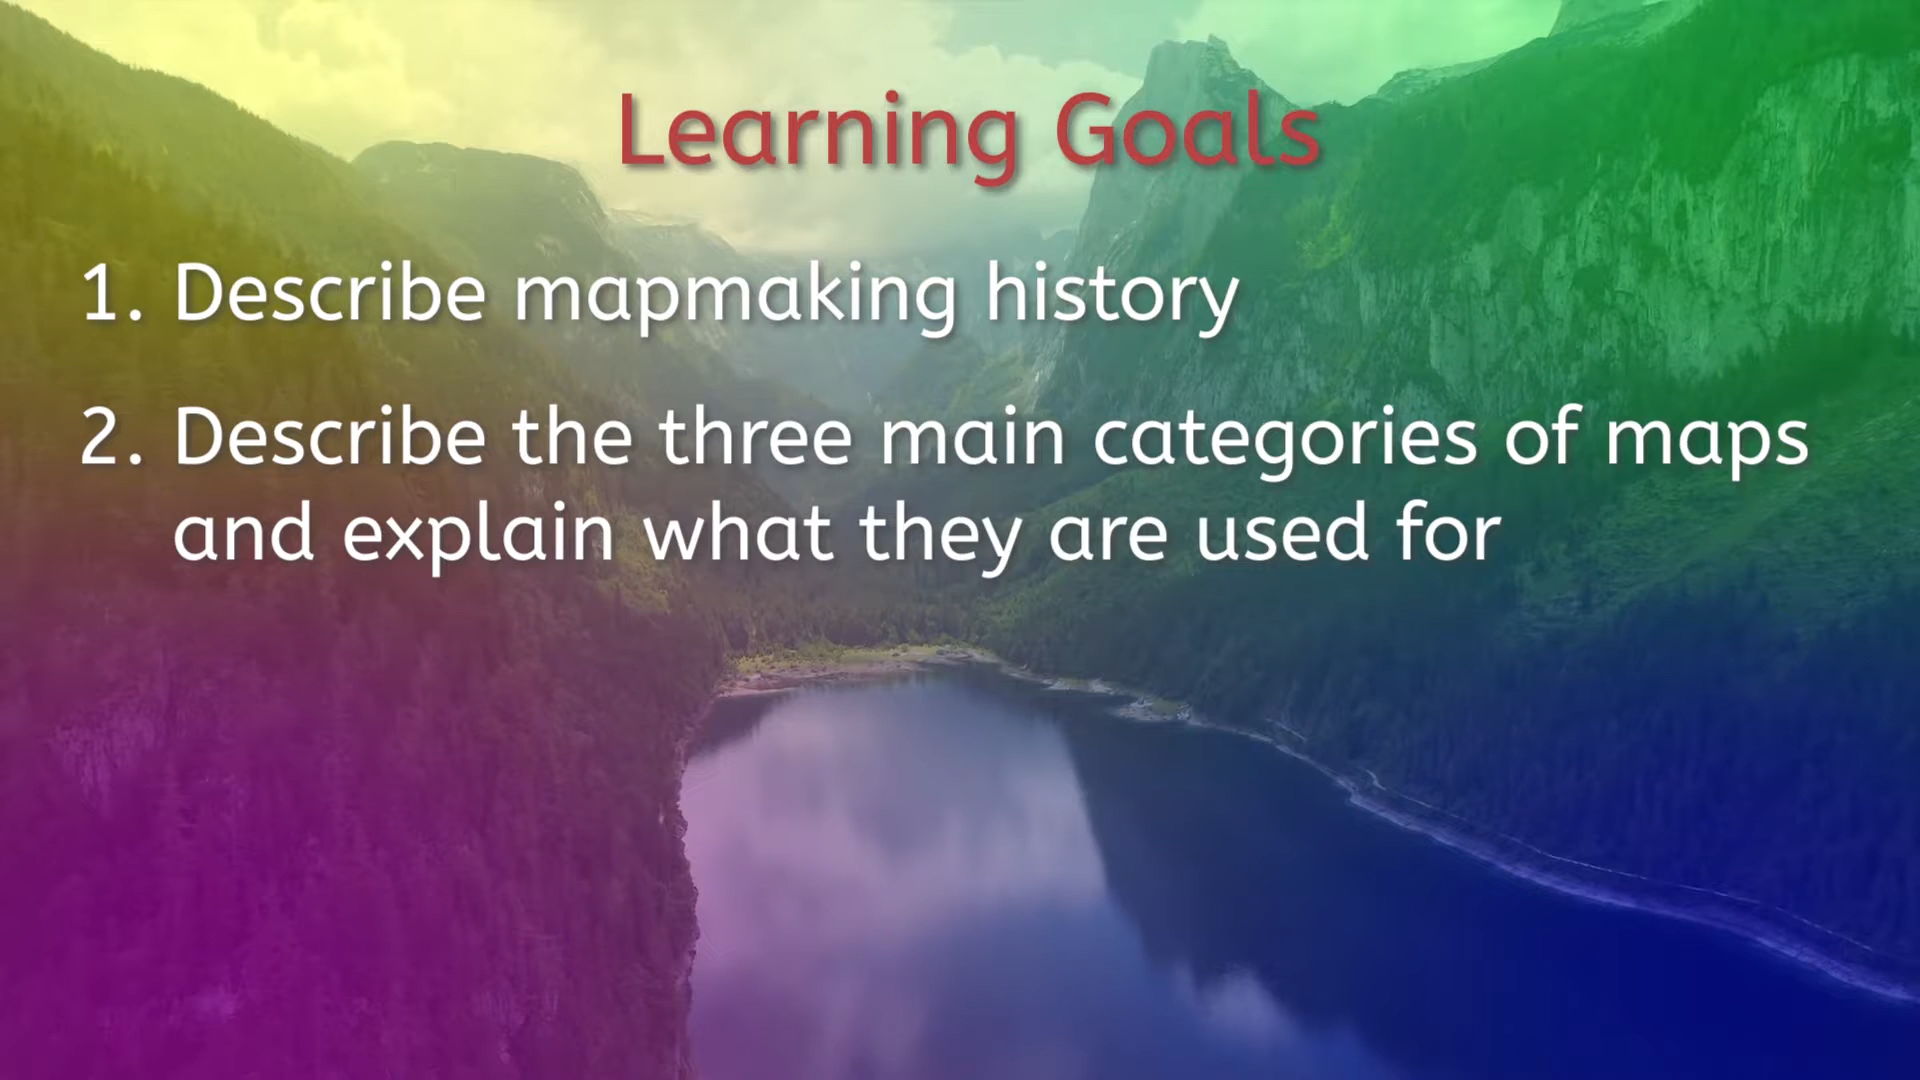 Learning Goals
1. Describe mapmaking history
2. Describe the three main categories of maps
and explain what they are used for